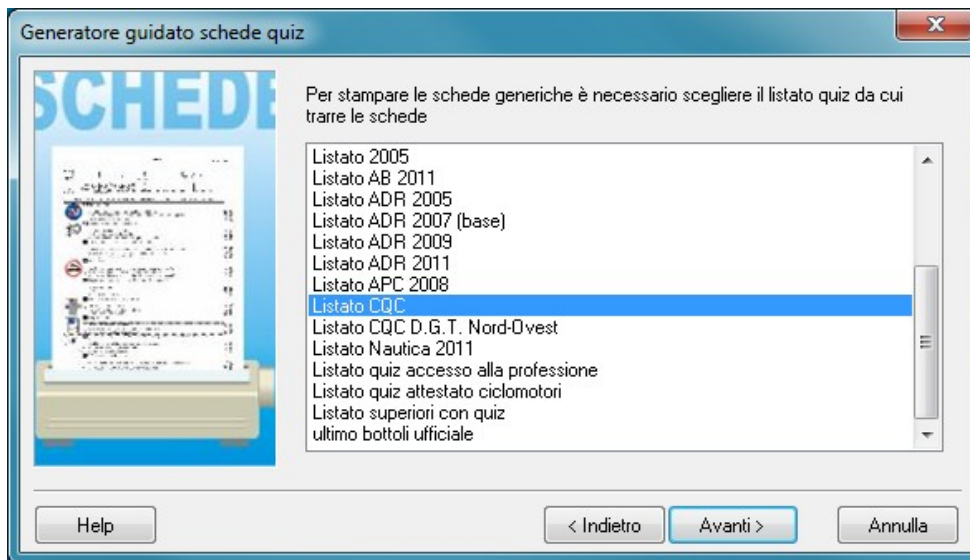 Generatore guidato schede quiz
SCHEDE
Per stampare le schede generiche è necessario scegliere il listato quiz da cui
trarre le schede
Listato 2005
Listato AB 2011
Listato ADR 2005
Listato ADR 2007 (base)
Listato ADR 2009
Listato ADR 2011
Listato APC 2008
Listato CQC
Listato CQC D.G.T. Nord-Ovest
Listato Nautica 2011
Listato quiz accesso alla professione
Listato quiz attestato ciclomotori
Listato superiori con quiz
ultimo bottoli ufficiale
Help
< Indietro
Avanti >
Annulla